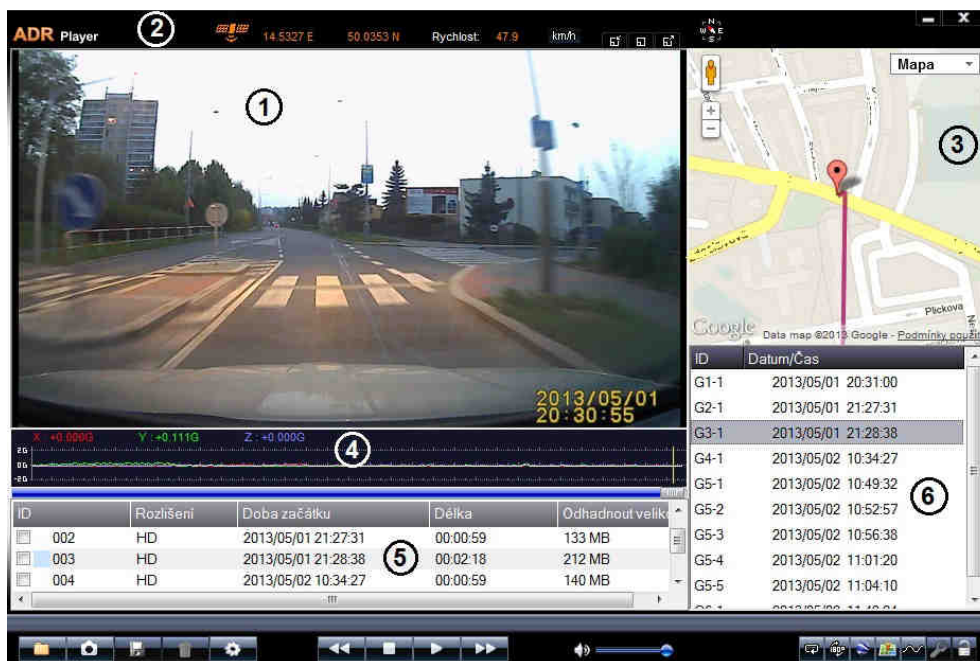 ADR Player
2
14.5327 E
50.0353 N
Rychlost:
47.9
km/h
N
W E
S
1
Mapa
3
Plickova
Google
Data map ©2013 Google - Podmínky použit
2013/05/01
20:30:55
X : +0.000G
Y : +0.111G
Z : +0.000G
4
2G
0G
-2G
ID Rozlišení Doba začátku Délka Odhadnout veliko
002 HD 2013/05/01 21:27:31 00:00:59 133 MB
003 HD 2013/05/01 21:28:38 00:02:18 212 MB
004 HD 2013/05/02 10:34:27 00:00:59 140 MB
5
ID Datum/Čas
G1-1 2013/05/01 20:31:00
G2-1 2013/05/01 21:27:31
G3-1 2013/05/01 21:28:38
G4-1 2013/05/02 10:34:27
G5-1 2013/05/02 10:49:32
G5-2 2013/05/02 10:52:57
G5-3 2013/05/02 10:56:38
G5-4 2013/05/02 11:01:20
G5-5 2013/05/02 11:04:10
6
180°